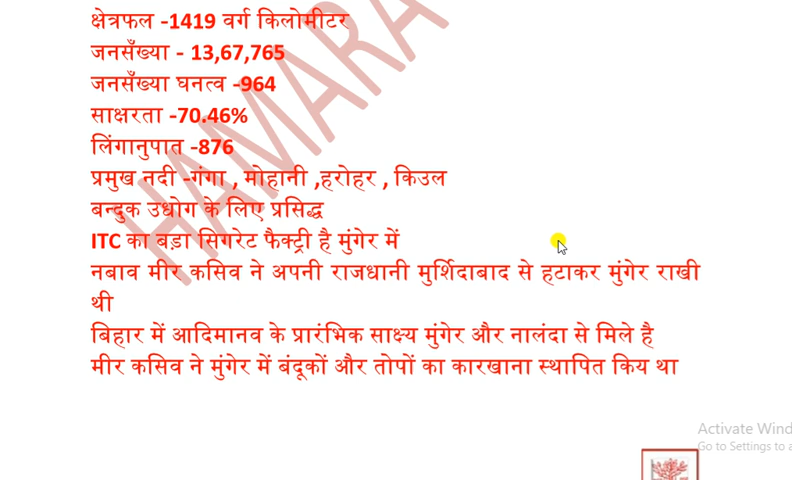 क्षेत्रफल -1419 वर्ग किलोमीटर
जनसँख्या - 13,67,765
जनसँख्या घनत्व -964
साक्षरता -70.46%
लिंगानुपात -876
प्रमुख नदी -गंगा , मोहानी ,हरोहर , किउल
बन्दुक उधोग के लिए प्रसिद्ध
ITC का बड़ा सिगरेट फैक्ट्री है मुंगेर में
नबाव मीर कसिव ने अपनी राजधानी मुर्शिदाबाद से हटाकर मुंगेर राखी
थी
बिहार में आदिमानव के प्रारंभिक साक्ष्य मुंगेर और नालंदा से मिले है
मीर कसिव ने मुंगेर में बंदूकों और तोपों का कारखाना स्थापित किय था
HAMARA
Activate Wind
Go to Settings to a